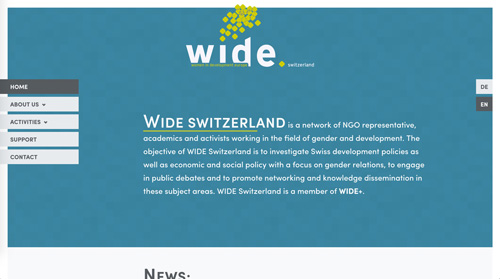 wide
women in development europe
switzerland
HOME
ABOUT US
ACTIVITIES
SUPPORT
CONTACT
DE
EN
WIDE SWITZERLAND is a network of NGO representative,
academics and activists working in the field of gender and development. The
objective of WIDE Switzerland is to investigate Swiss development policies as
well as economic and social policy with a focus on gender relations, to engage
in public debates and to promote networking and knowledge dissemination in
these subject areas. WIDE Switzerland is a member of WIDE+.
NEWS: